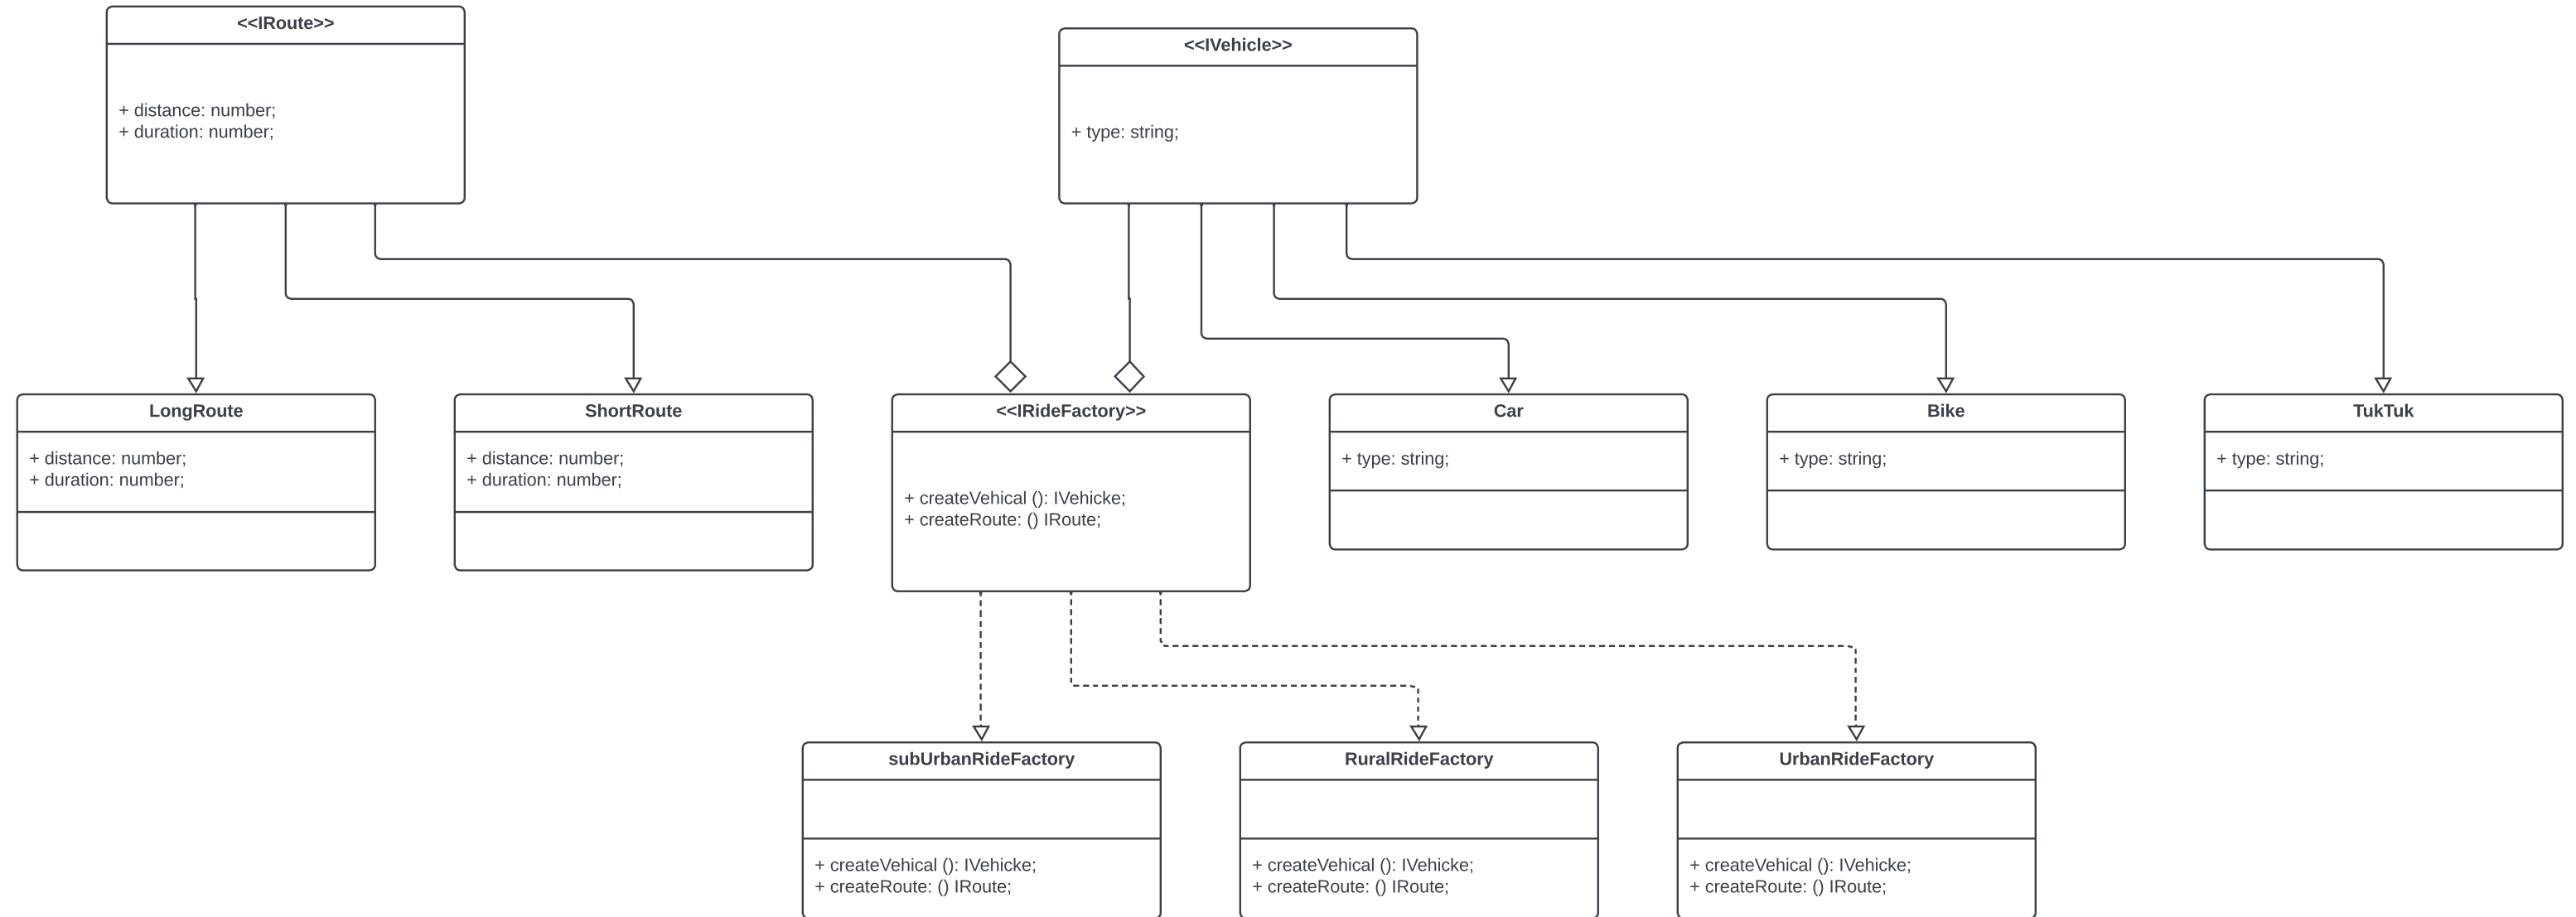 <<IRoute>>
+ distance: number;
+ duration: number;
<<IVehicle>>
+ type: string;
LongRoute
+ distance: number;
+ duration: number;
ShortRoute
+ distance: number;
+ duration: number;
<<IRideFactory>>
+ createVehical (): IVehicke;
+ createRoute: () IRoute;
Car
+ type: string;
Bike
+ type: string;
TukTuk
+ type: string;
subUrbanRideFactory
+ createVehical (): IVehicke;
+ createRoute: () IRoute;
RuralRideFactory
+ createVehical (): IVehicke;
+ createRoute: () IRoute;
UrbanRideFactory
+ createVehical (): IVehicke;
+ createRoute: () IRoute;